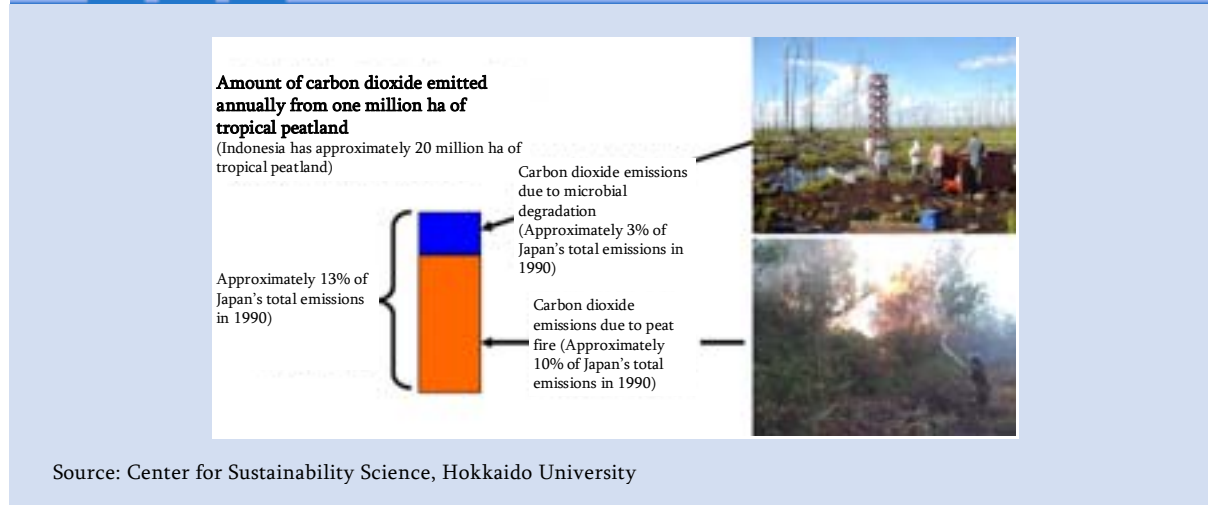 Amount of carbon dioxide emitted
annually from one million ha of
tropical peatland
(Indonesia has approximately 20 million ha of
tropical peatland)
Carbon dioxide emissions
due to microbial
degradation
(Approximately 3% of
Japan's total emissions in
1990)
Approximately 13% of
Japan's total emissions
in 1990)
Carbon dioxide
emissions due to peat
fire (Approximately
10% of Japan's total
emissions in 1990)
Source: Center for Sustainability Science, Hokkaido University